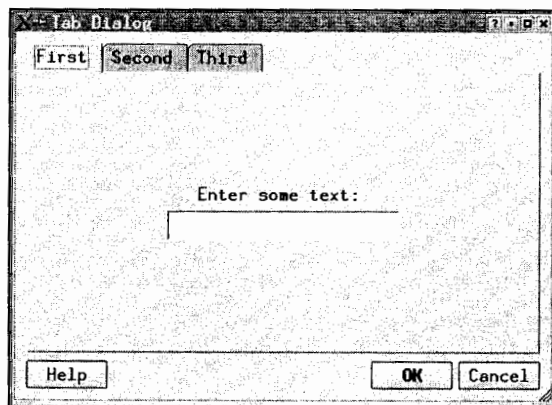 Tab Dialog
First Second Third
Enter some text:
Help OK Cancel